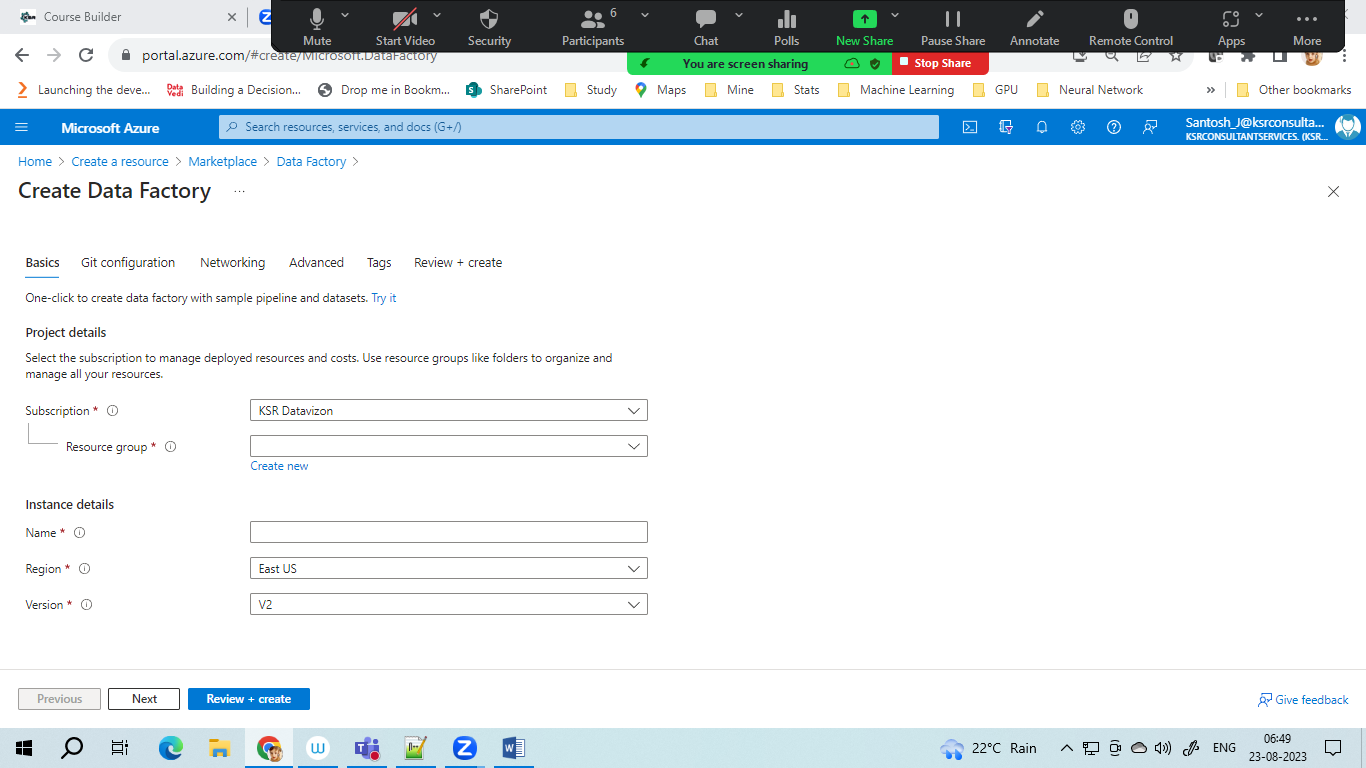 Course Builder
Mute
Start Video
Security
Participants
6
Chat
Polls
New Share
Pause Share
Annotate
Remote Control
Apps
More
portal.azure.com/#create/Microsoft.DataFactory
You are screen sharing
Stop Share
Launching the deve...
Data Vedi
Building a Decision...
Drop me in Bookm...
SharePoint
Study
Maps
Mine
Stats
Machine Learning
GPU
Neural Network
»
Other bookmarks
Microsoft Azure
Search resources, services, and docs (G+/)
Santosh_J@ksrconsulta...
KSRCONSULTANTSERVICES. (KSR...
Home > Create a resource > Marketplace > Data Factory >
Create Data Factory ...
Basics Git configuration Networking Advanced Tags Review + create
One-click to create data factory with sample pipeline and datasets. Try it
Project details
Select the subscription to manage deployed resources and costs. Use resource groups like folders to organize and
manage all your resources.
Subscription *
KSR Datavizon
Resource group *
Create new
Instance details
Name *
Region *
East US
Version *
V2
Previous
Next
Review + create
Give feedback
22°C Rain
ENG
06:49
23-08-2023